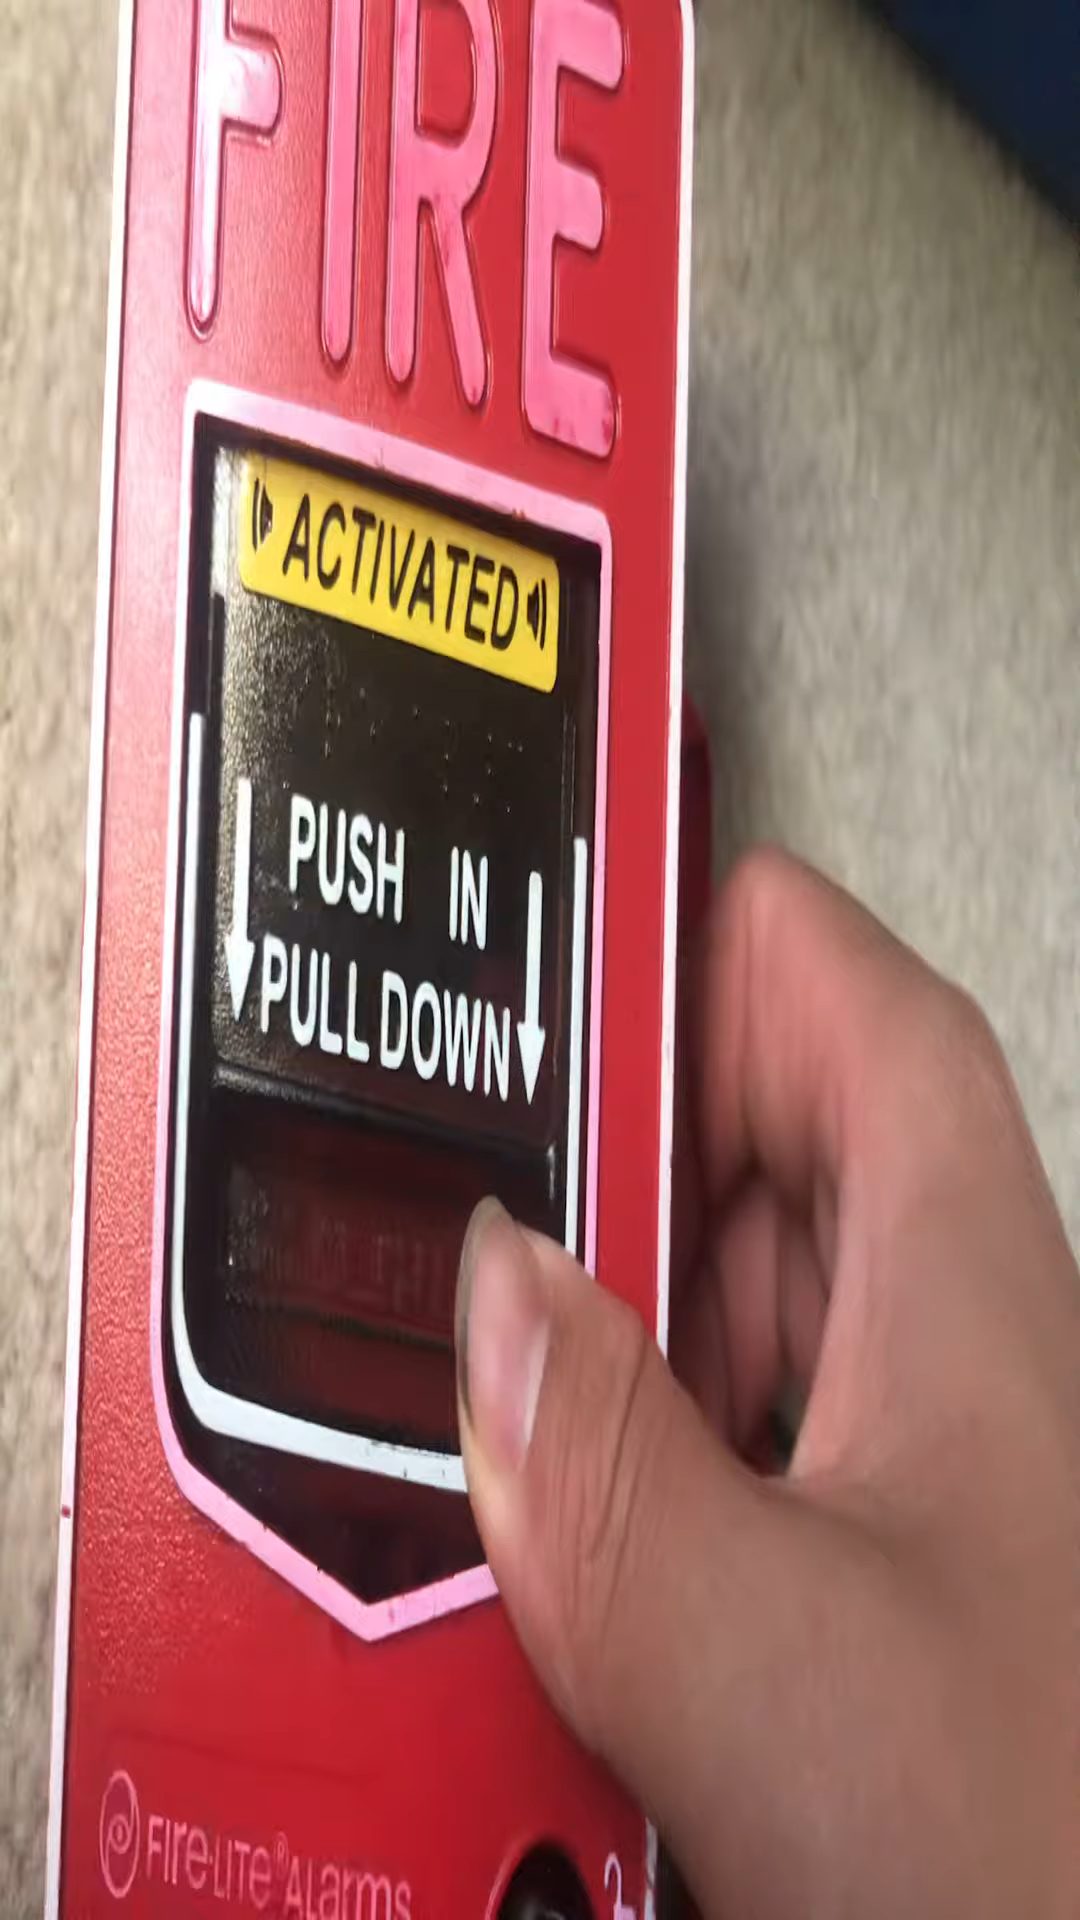 FIRE
ACTIVATED
PUSH IN
PULL DOWN
FIRE-LITE® ALARMS